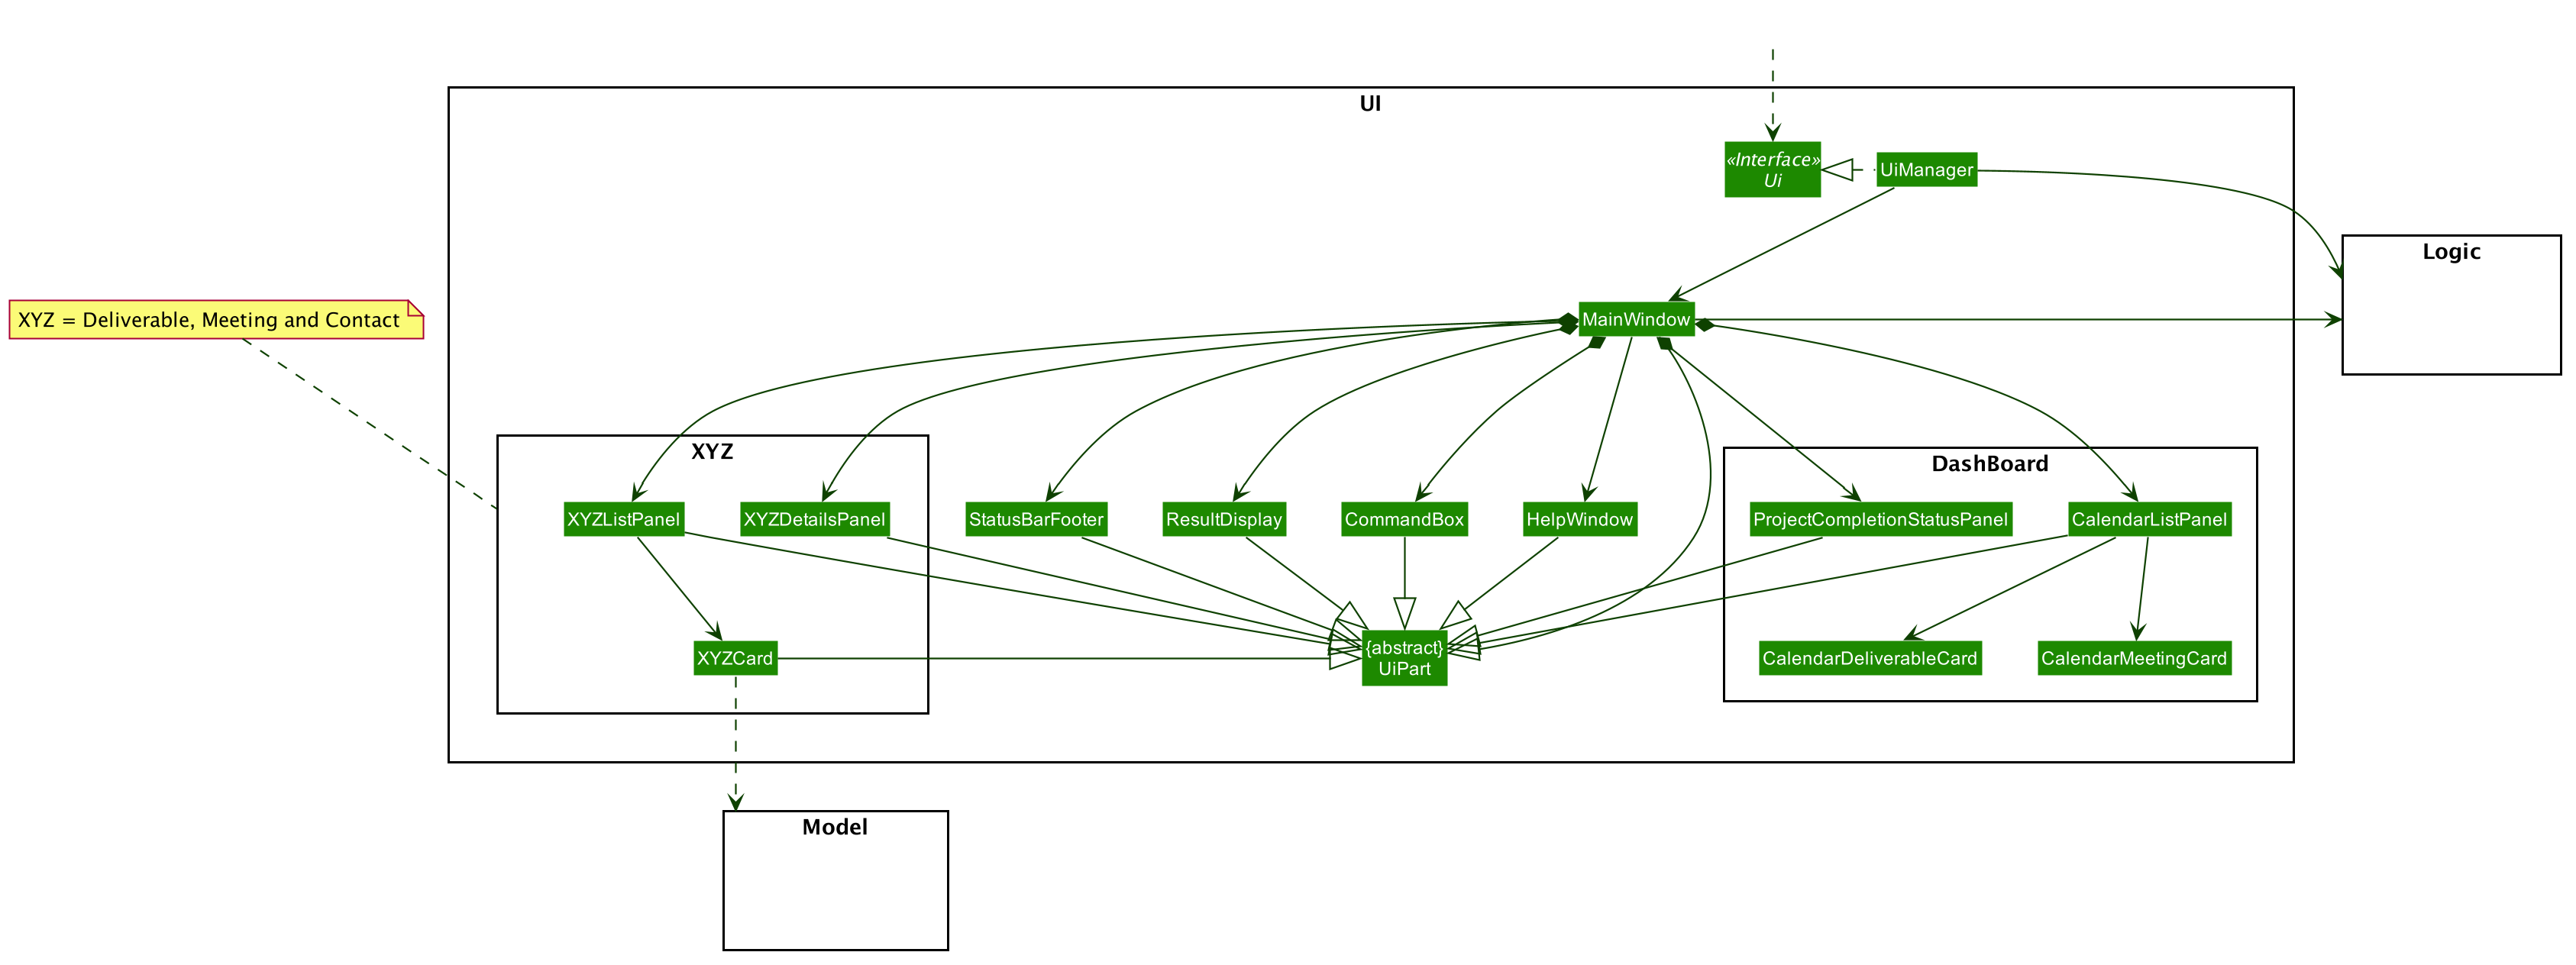 UI
«Interface»
Ui
UiManager
Logic
XYZ = Deliverable, Meeting and Contact
MainWindow
XYZ
DashBoard
XYZListPanel
XYZDetailsPanel
StatusBarFooter
ResultDisplay
CommandBox
HelpWindow
ProjectCompletionStatusPanel
CalendarListPanel
XYZCard
{abstract}
UiPart
CalendarDeliverableCard
CalendarMeetingCard
Model